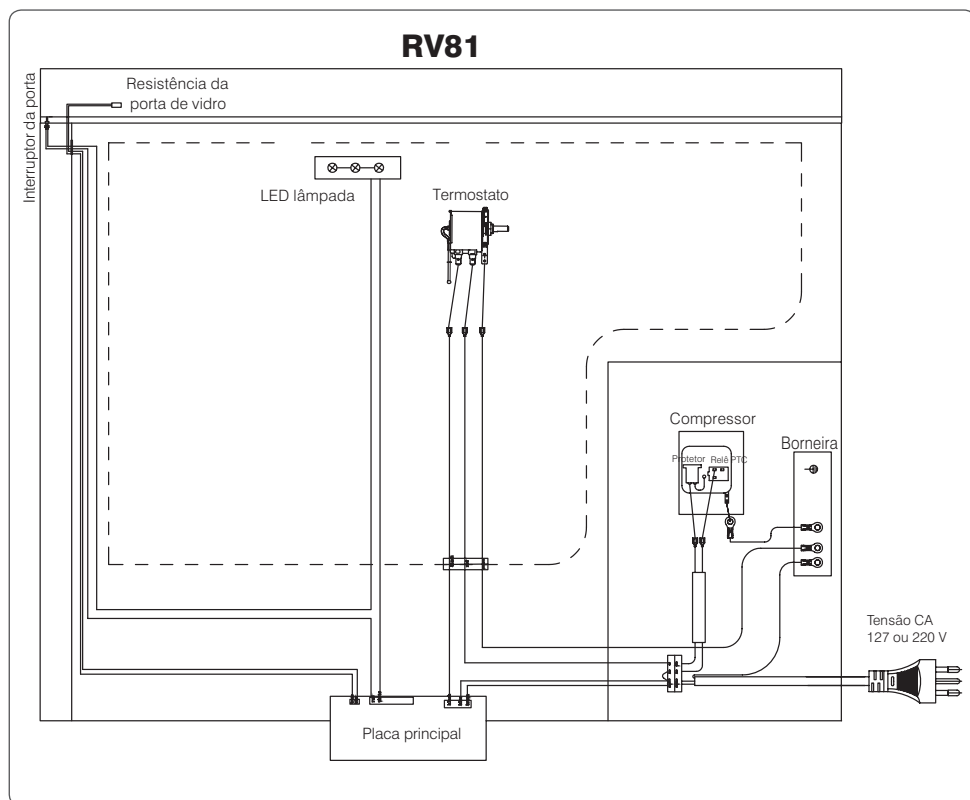 RV81
Interruptor da porta
Resistência da
porta de vidro
LED lâmpada
Termostato
Compressor
Protetor
Relê PTC
Borneira
Tensão CA
127 ou 220 V
Placa principal